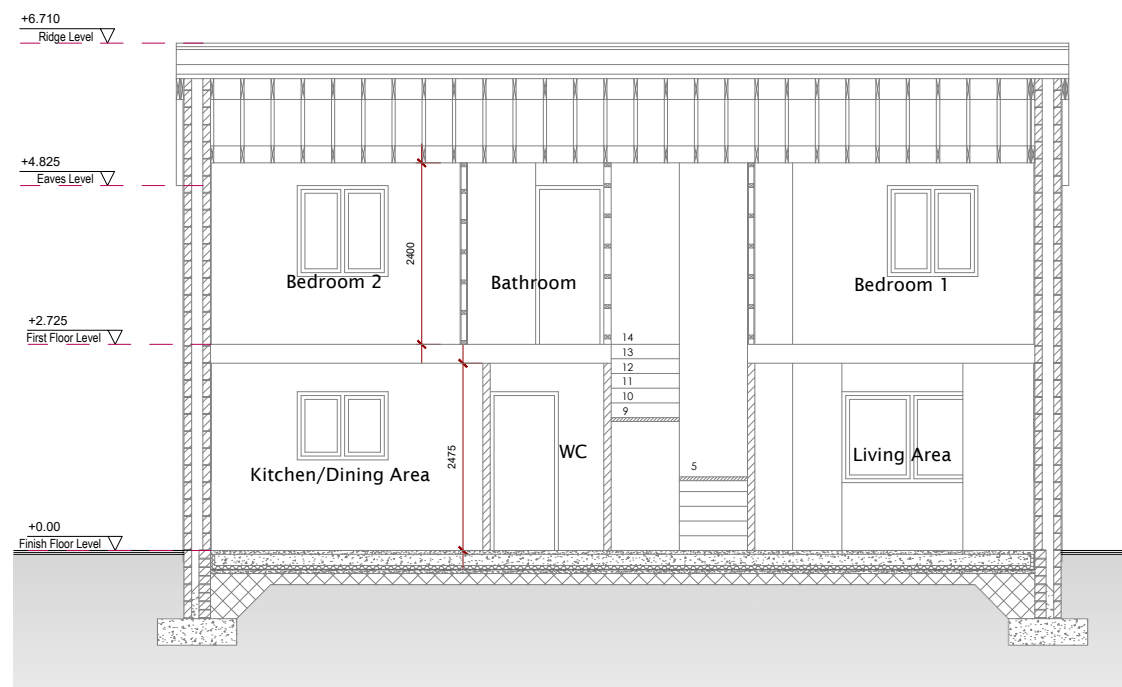 +6.710
Ridge Level
+4.825
Eaves Level
2400
Bedroom 2
Bathroom
Bedroom 1
+2.725
First Floor Level
14
13
12
11
10
9
2475
WC
5
Living Area
Kitchen/Dining Area
+0.00
Finish Floor Level